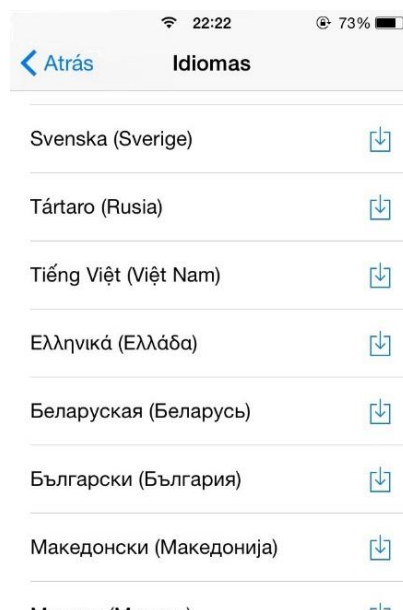 22:22
73%
Atrás
Idiomas
Svenska (Sverige)
Tártaro (Rusia)
Tiếng Việt (Việt Nam)
Ελληνικά (Ελλάδα)
Беларуская (Беларусь)
Български (България)
Македонски (Македонија)